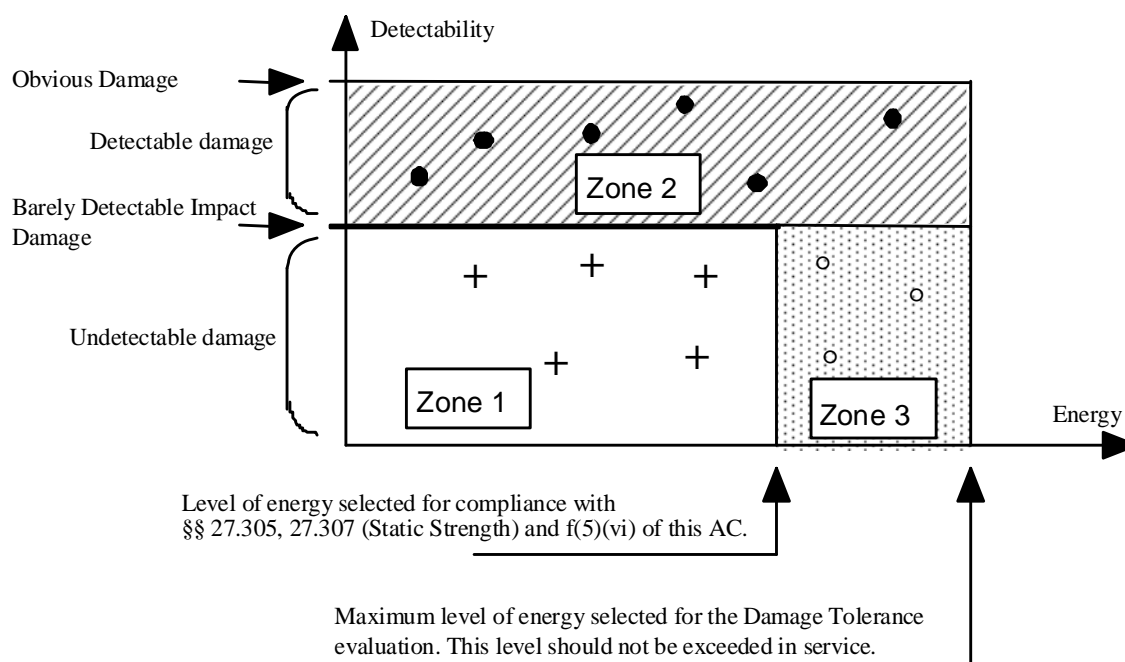 Detectability
Obvious Damage
Detectable damage
Zone 2
Barely Detectable Impact
Damage
Undetectable damage
Zone 1
Zone 3
Energy
Level of energy selected for compliance with
§§ 27.305, 27.307 (Static Strength) and f(5)(vi) of this AC.
Maximum level of energy selected for the Damage Tolerance
evaluation. This level should not be exceeded in service.